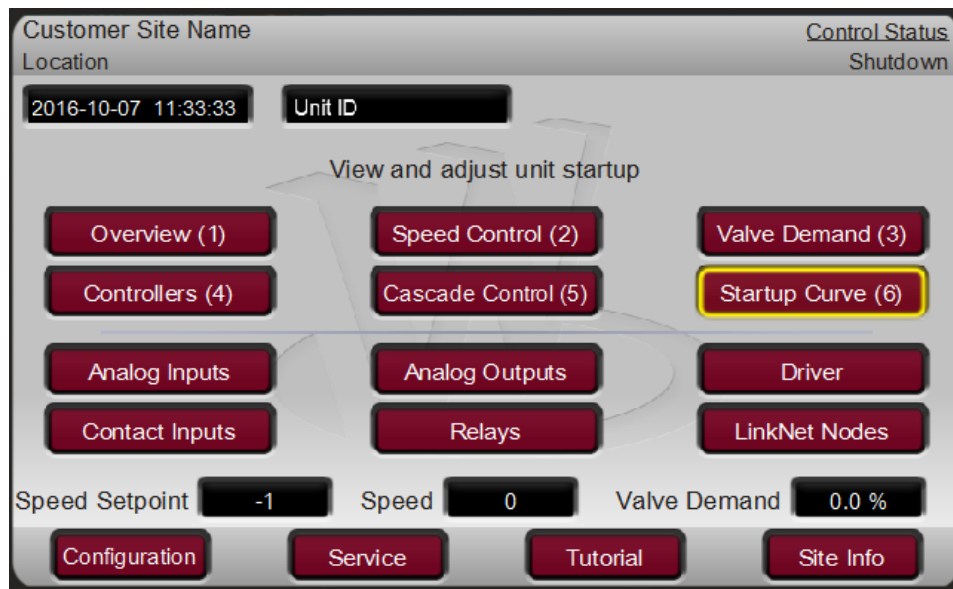 Customer Site Name
Control Status
Location
Shutdown
2016-10-07 11:33:33
Unit ID
View and adjust unit startup
Overview (1)
Speed Control (2)
Valve Demand (3)
Controllers (4)
Cascade Control (5)
Startup Curve (6)
Analog Inputs
Analog Outputs
Driver
Contact Inputs
Relays
LinkNet Nodes
Speed Setpoint -1
Speed 0
Valve Demand 0.0 %
Configuration
Service
Tutorial
Site Info